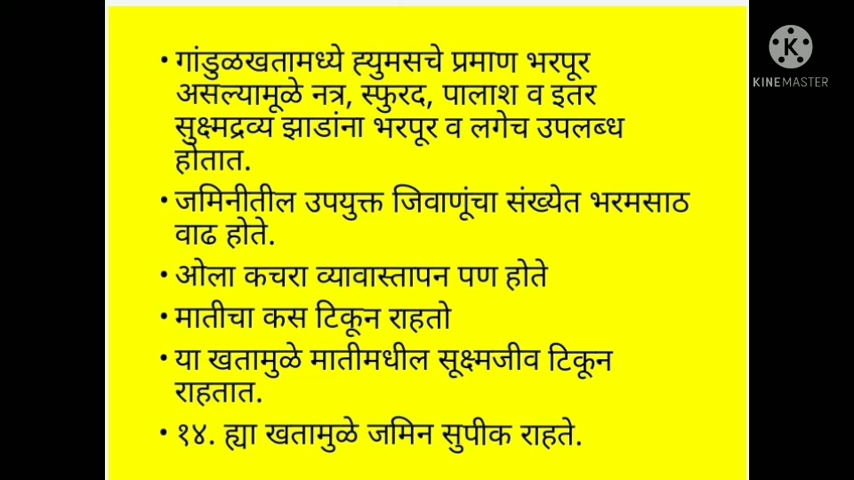 • गांडुळखतामध्ये ह्युमसचे प्रमाण भरपूर
असल्यामूळे नत्र, स्फुरद, पालाश व इतर
सुक्ष्मद्रव्य झाडांना भरपूर व लगेच उपलब्ध
होतात.
• जमिनीतील उपयुक्त जिवाणूंचा संख्येत भरमसाठ
वाढ होते.
• ओला कचरा व्यावास्तापन पण होते
• मातीचा कस टिकून राहतो
• या खतामुळे मातीमधील सूक्ष्मजीव टिकून
राहतात.
• १४. ह्या खतामुळे जमिन सुपीक राहते.
K
KINEMASTER